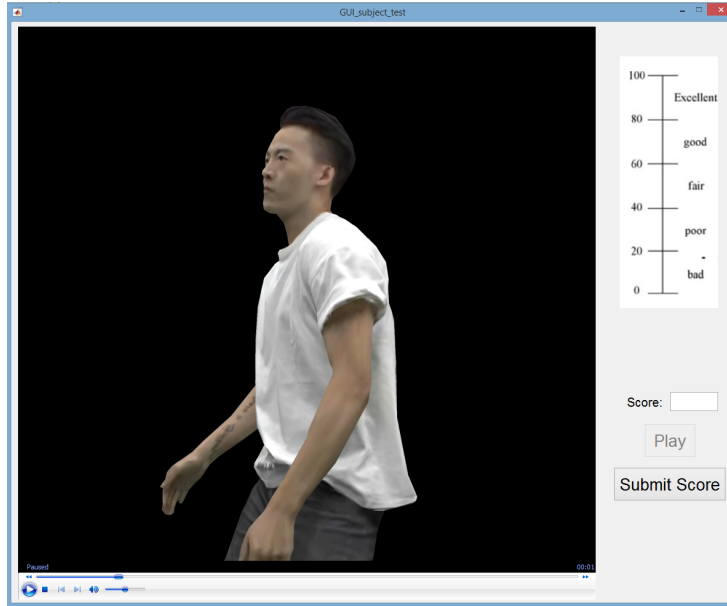 GUI_subject_test
100
Excellent
80
good
60
fair
40
poor
20
bad
0
Score:
Play
Submit Score
Paused
00:01